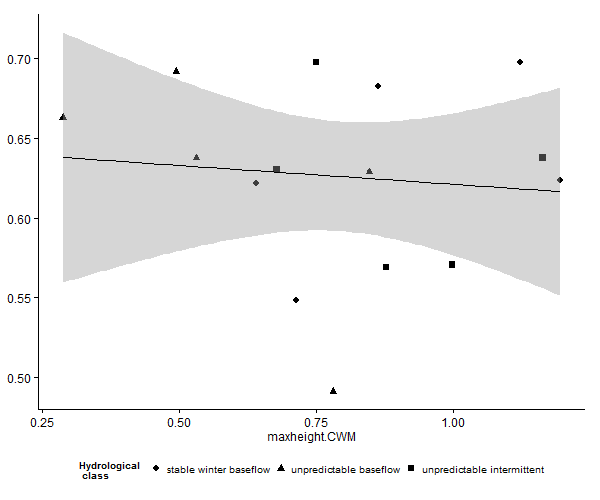 0.70
0.65
0.60
0.55
0.50
0.25 0.50 0.75 1.00
maxheight.CWM
Hydrological
class
stable winter baseflow unpredictable baseflow unpredictable intermittent